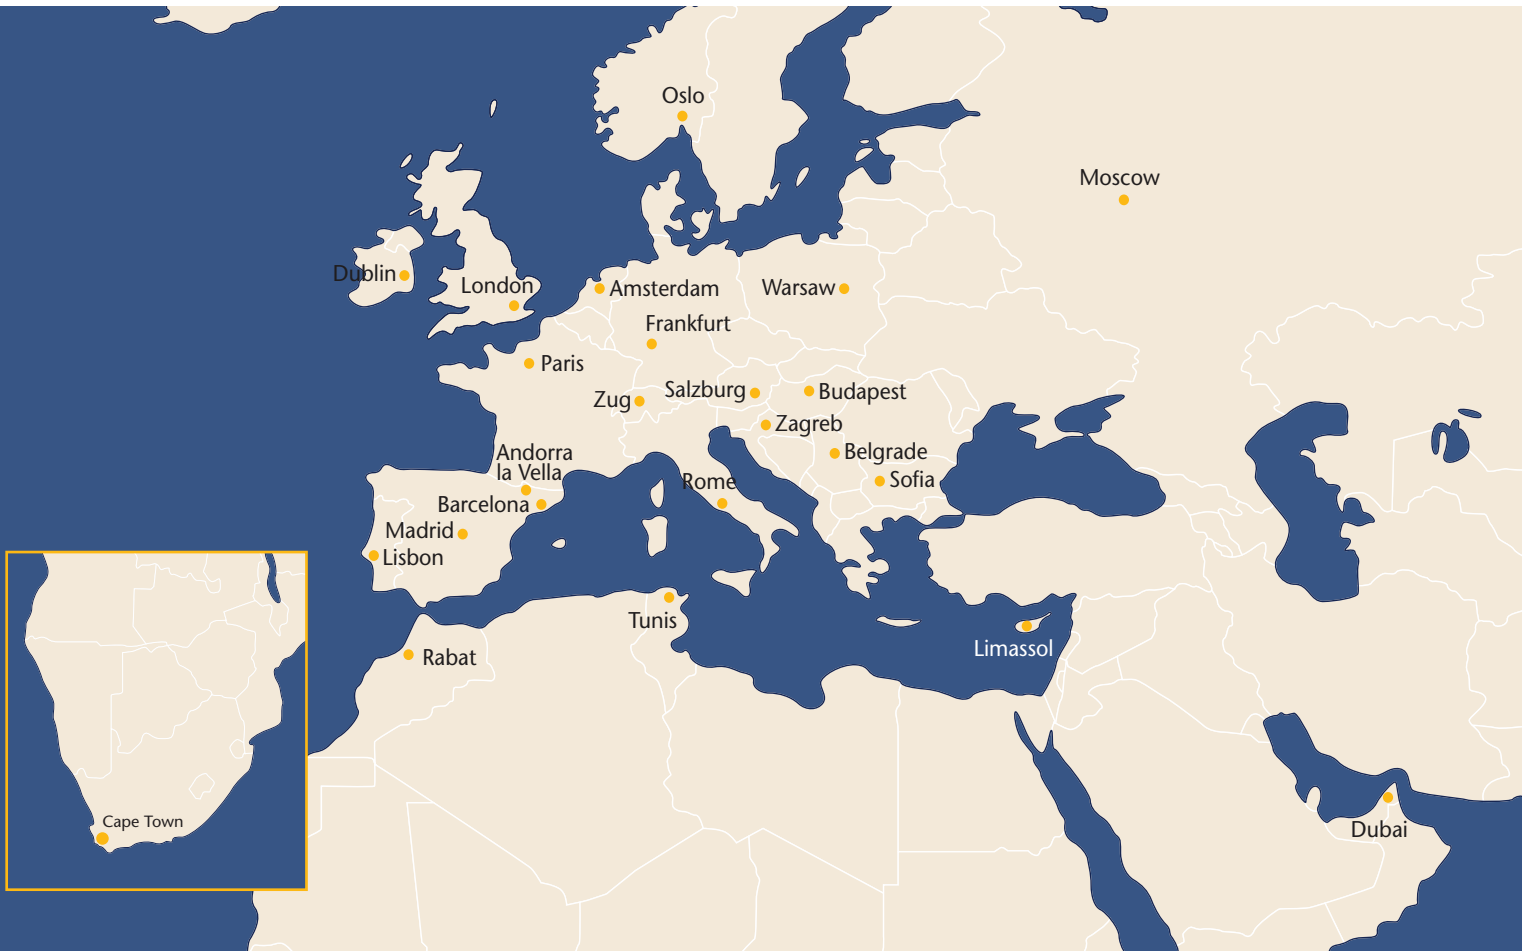 Oslo
Moscow
Dublin
London
Amsterdam
Warsaw
Frankfurt
Paris
Salzburg
Budapest
Zug
Zagreb
Andorra
la Vella
Belgrade
Rome
Sofia
Barcelona
Madrid
Lisbon
Tunis
Limassol
Rabat
Cape Town
Dubai